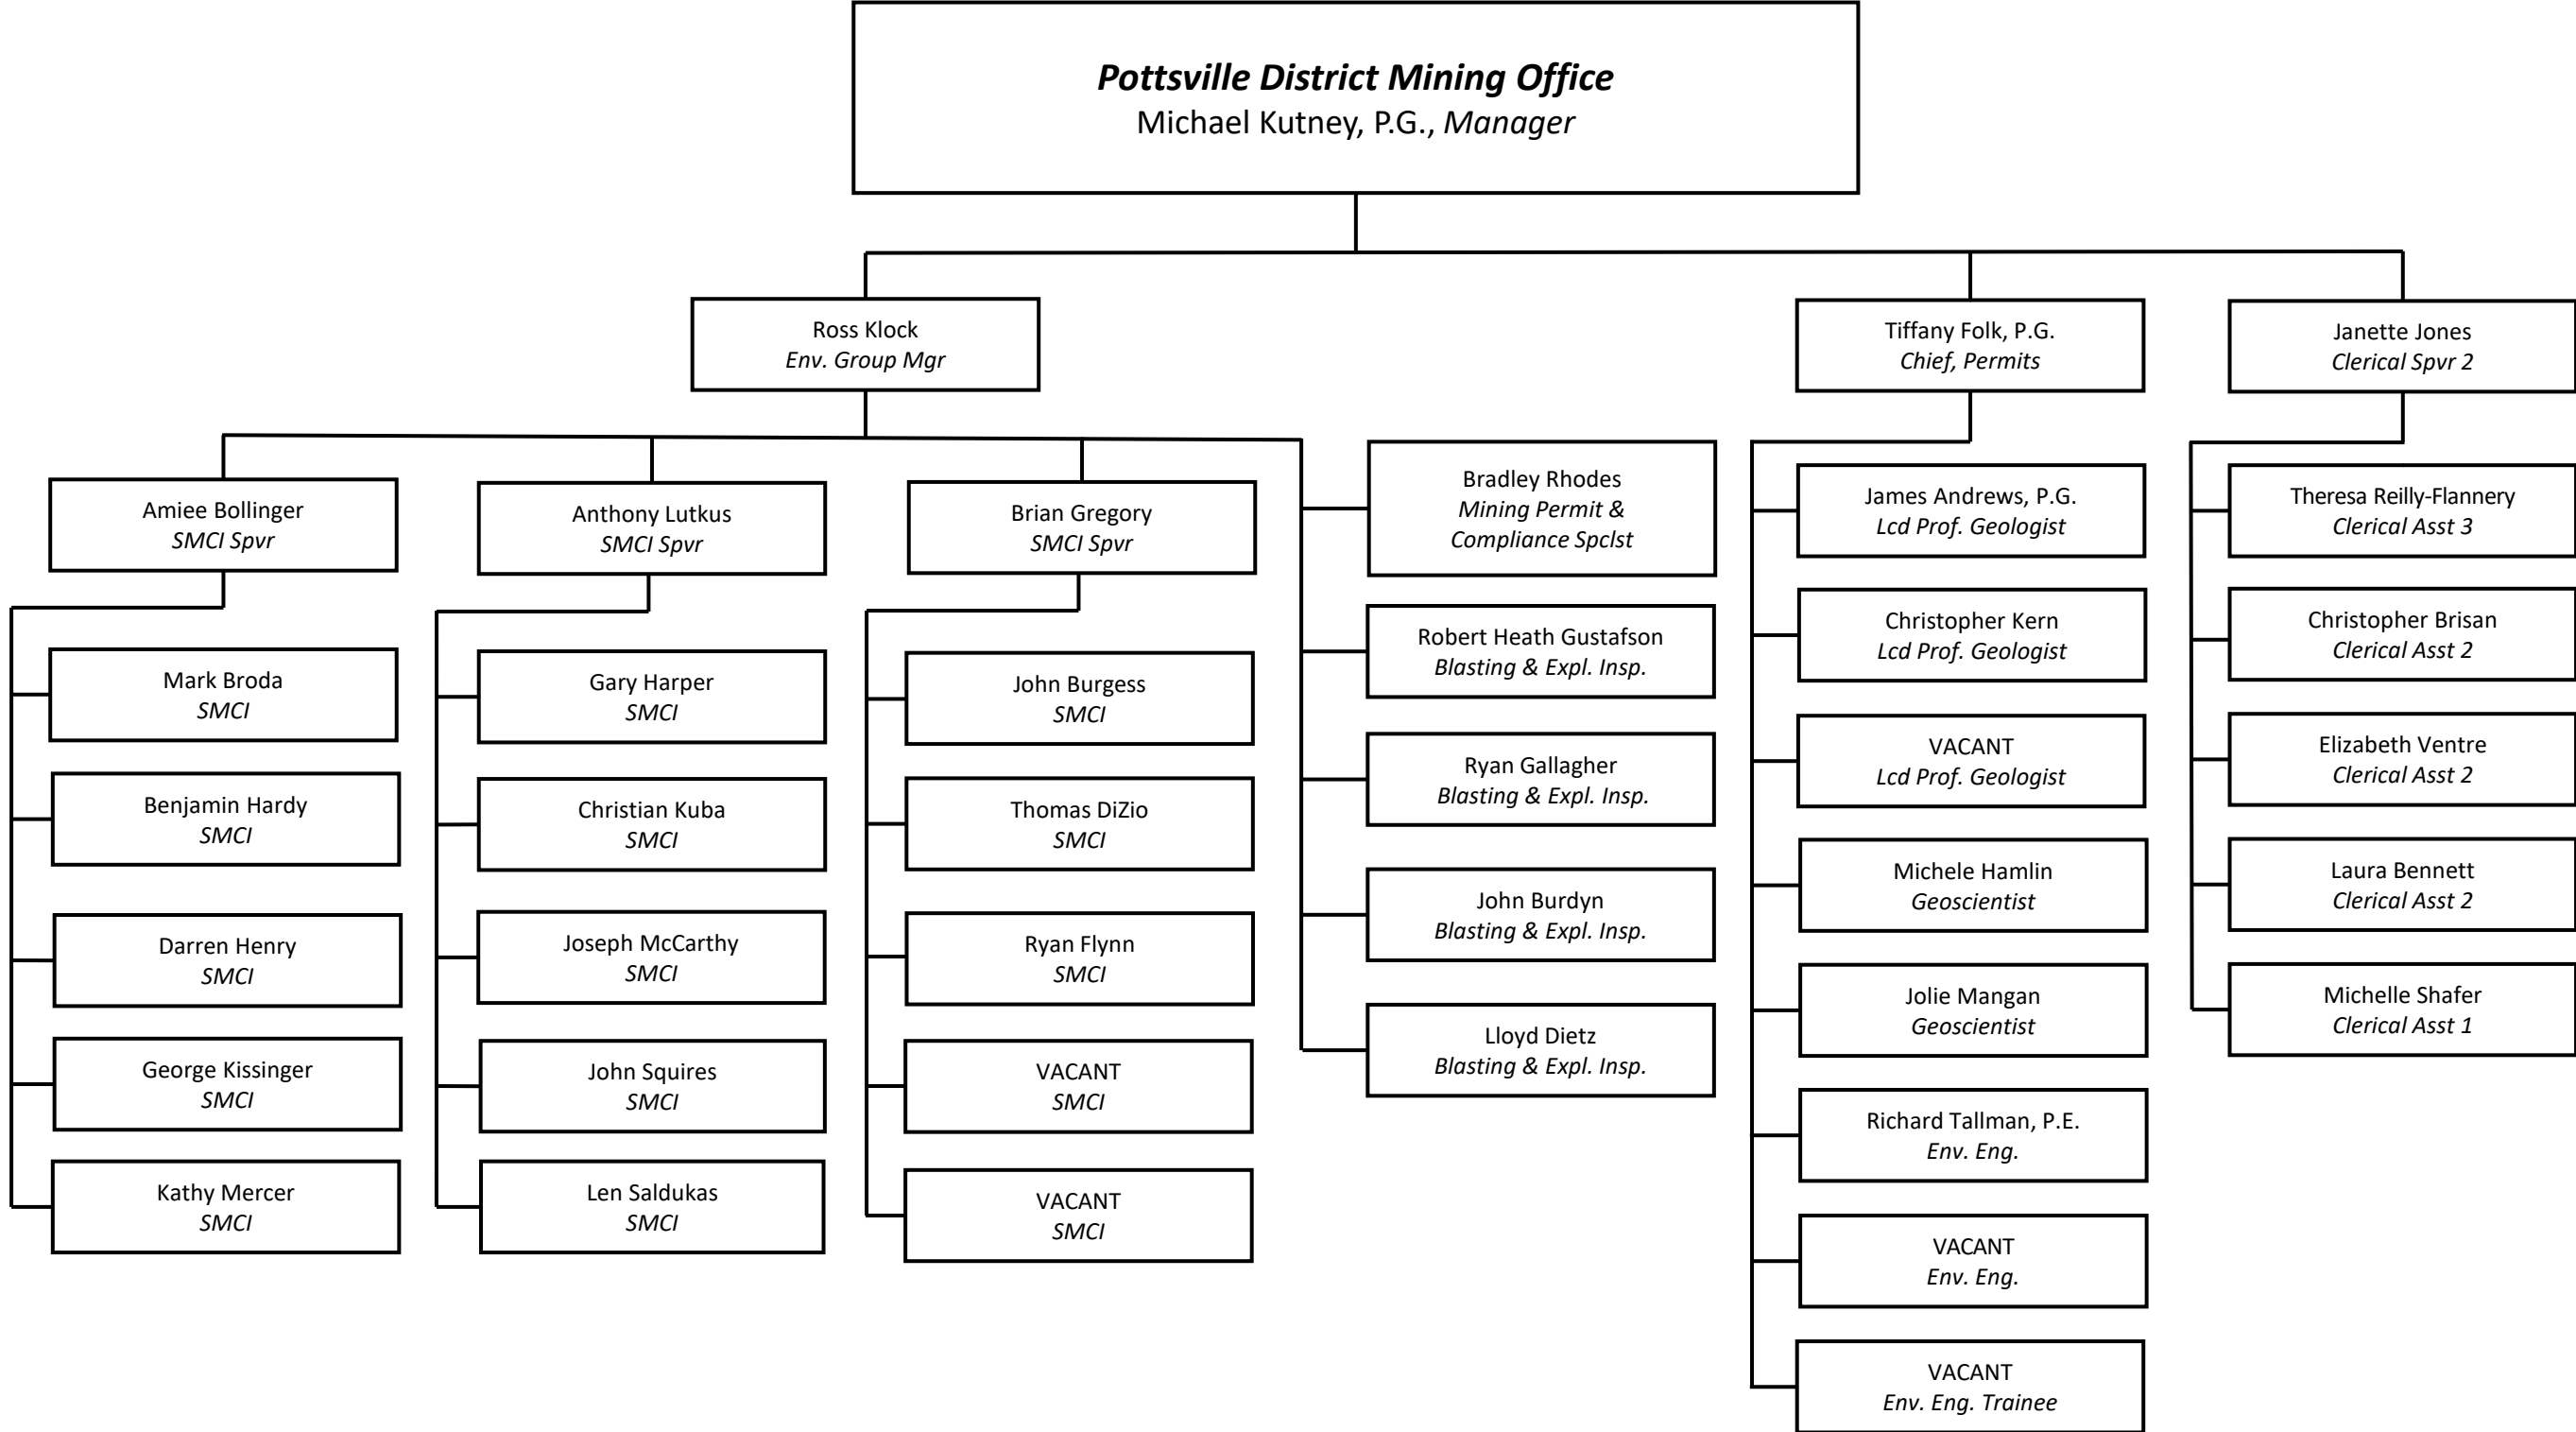 Pottsville District Mining Office
Michael Kutney, P.G., Manager
Ross Klock
Env. Group Mgr
Tiffany Folk, P.G.
Chief, Permits
Janette Jones
Clerical Spvr 2
Amiee Bollinger
SMCI Spvr
Mark Broda
SMCI
Benjamin Hardy
SMCI
Darren Henry
SMCI
George Kissinger
SMCI
Kathy Mercer
SMCI
Anthony Lutkus
SMCI Spvr
Gary Harper
SMCI
Christian Kuba
SMCI
Joseph McCarthy
SMCI
John Squires
SMCI
Len Saldukas
SMCI
Brian Gregory
SMCI Spvr
John Burgess
SMCI
Thomas DiZio
SMCI
Ryan Flynn
SMCI
VACANT
SMCI
VACANT
SMCI
Bradley Rhodes
Mining Permit &
Compliance Spclst
Robert Heath Gustafson
Blasting & Expl. Insp.
Ryan Gallagher
Blasting & Expl. Insp.
John Burdyn
Blasting & Expl. Insp.
Lloyd Dietz
Blasting & Expl. Insp.
James Andrews, P.G.
Lcd Prof. Geologist
Christopher Kern
Lcd Prof. Geologist
VACANT
Lcd Prof. Geologist
Michele Hamlin
Geoscientist
Jolie Mangan
Geoscientist
Richard Tallman, P.E.
Env. Eng.
VACANT
Env. Eng.
VACANT
Env. Eng. Trainee
Theresa Reilly-Flannery
Clerical Asst 3
Christopher Brisan
Clerical Asst 2
Elizabeth Ventre
Clerical Asst 2
Laura Bennett
Clerical Asst 2
Michelle Shafer
Clerical Asst 1